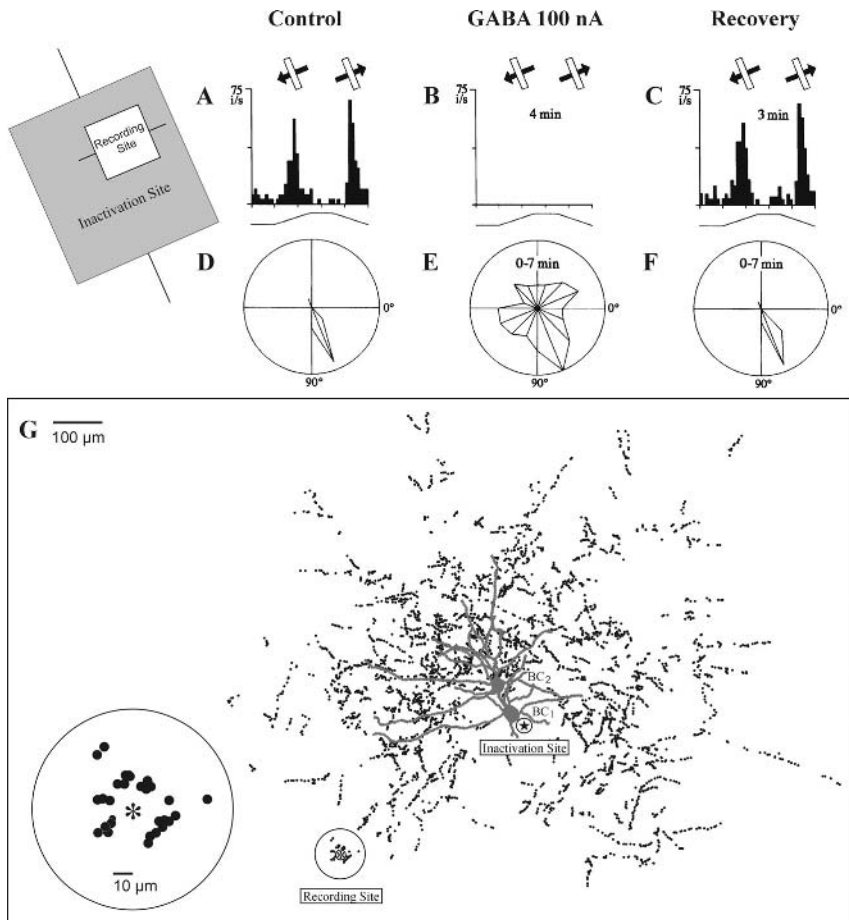 Control
GABA 100 nA
Recovery
A
75
i/s
B
75
i/s
4 min
C
75
i/s
3 min
Recording
Site
Inactivation Site
D
0°
90°
E
0-7 min
0°
90°
F
0-7 min
0°
90°
G
100 µm
BC2
BC1
★
Inactivation Site
*
10 µm
Recording Site